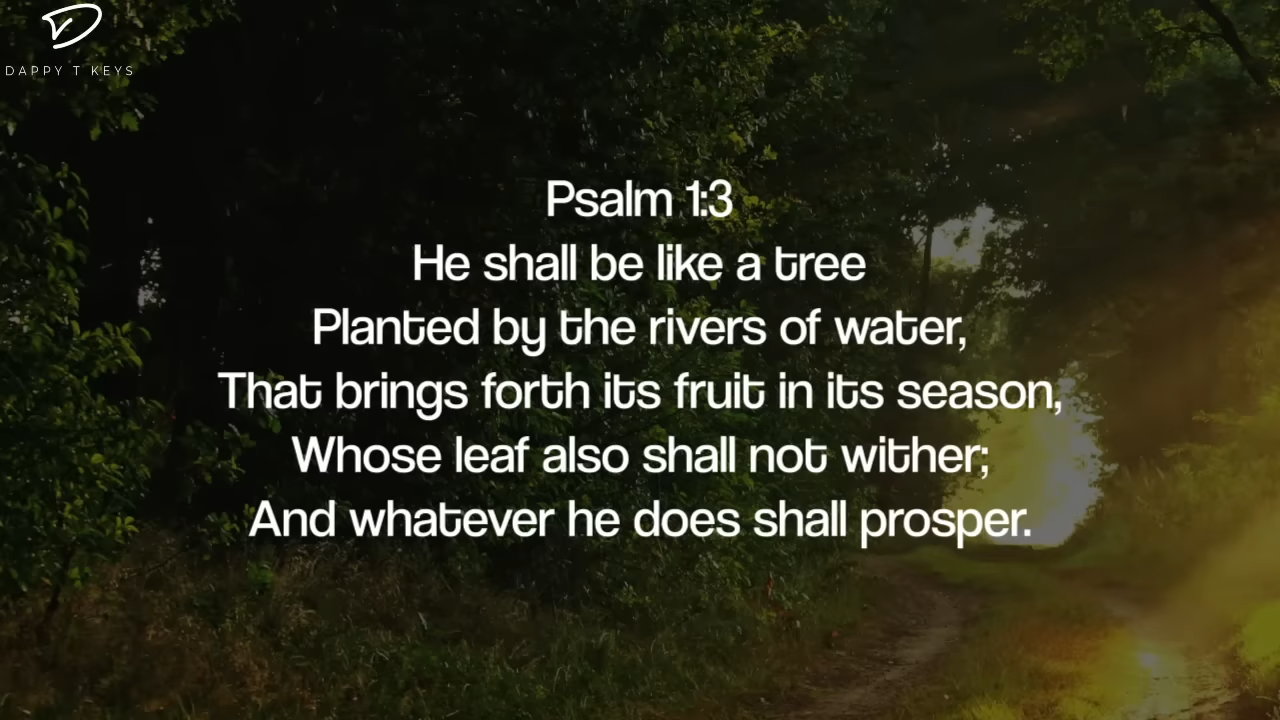 DAPPY T KEYS
Psalm 1:3
He shall be like a tree
Planted by the rivers of water,
That brings forth its fruit in its season,
Whose leaf also shall not wither;
And whatever he does shall prosper.